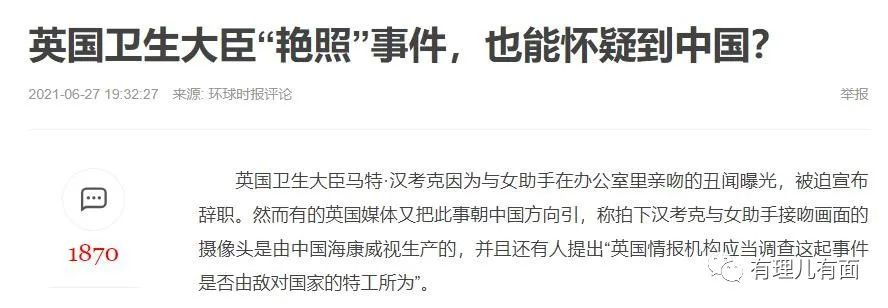 英国卫生大臣“艳照”事件，也能怀疑到中国？
2021-06-27 19:32:27 来源: 环球时报评论 举报
英国卫生大臣马特·汉考克因为与女助手在办公室里亲吻的丑闻曝光，被迫宣布
辞职。然而有的英国媒体又把此事朝中国方向引，称拍下汉考克与女助手接吻画面的
1870
摄像头是由中国海康威视生产的，并且还有人提出“英国情报机构应当调查这起事件
是否由敌对国家的特工所为”。
有理儿有面